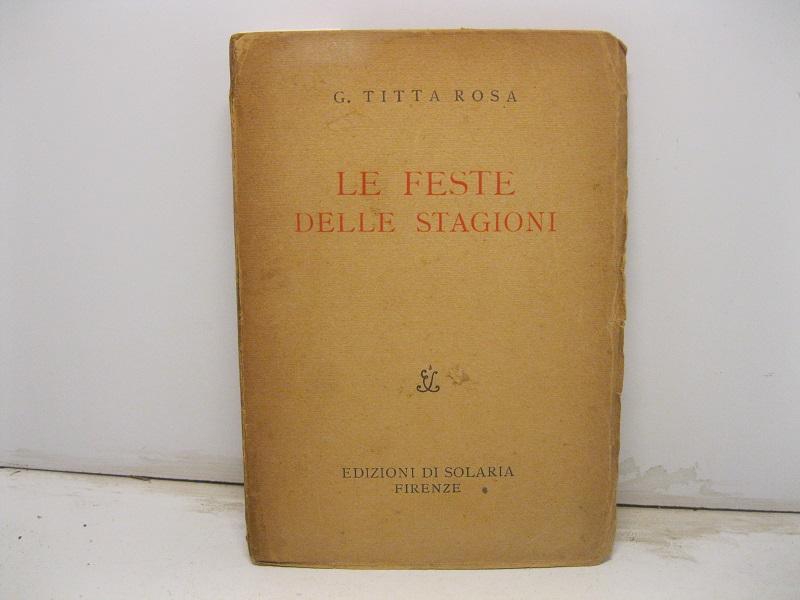 G. TITTA ROSA
LE FESTE
DELLE STAGIONI
EDIZIONI DI SOLARIA
FIRENZE